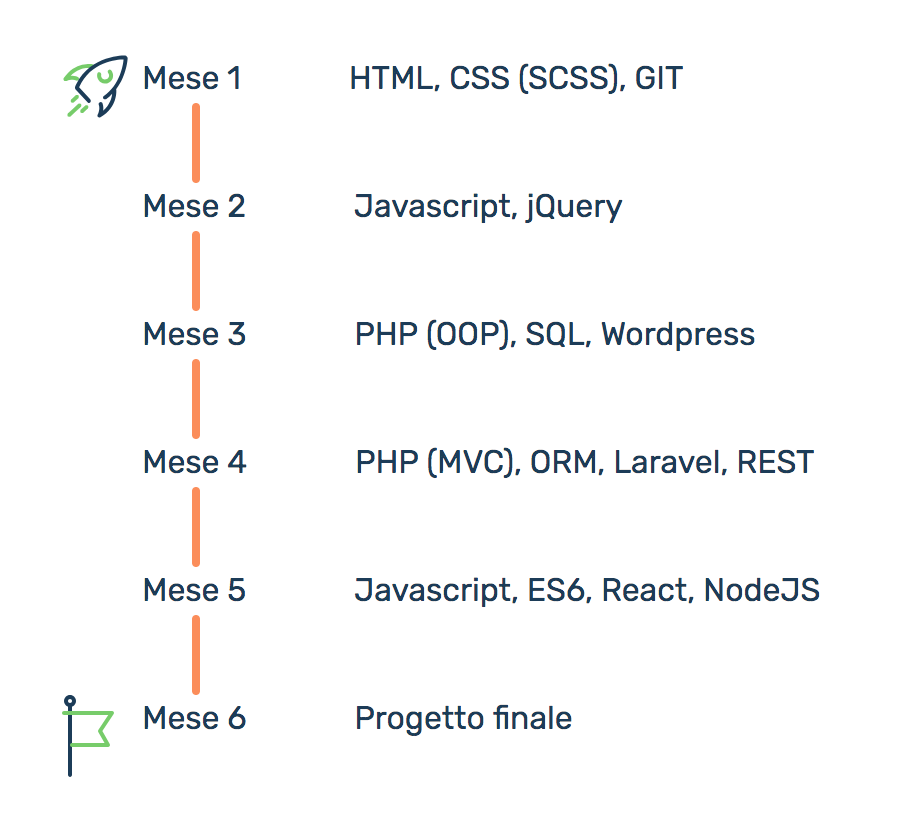 Mese 1 HTML, CSS (SCSS), GIT
Mese 2 Javascript, jQuery
Mese 3 PHP (OOP), SQL, Wordpress
Mese 4 PHP (MVC), ORM, Laravel, REST
Mese 5 Javascript, ES6, React, NodeJS
Mese 6 Progetto finale